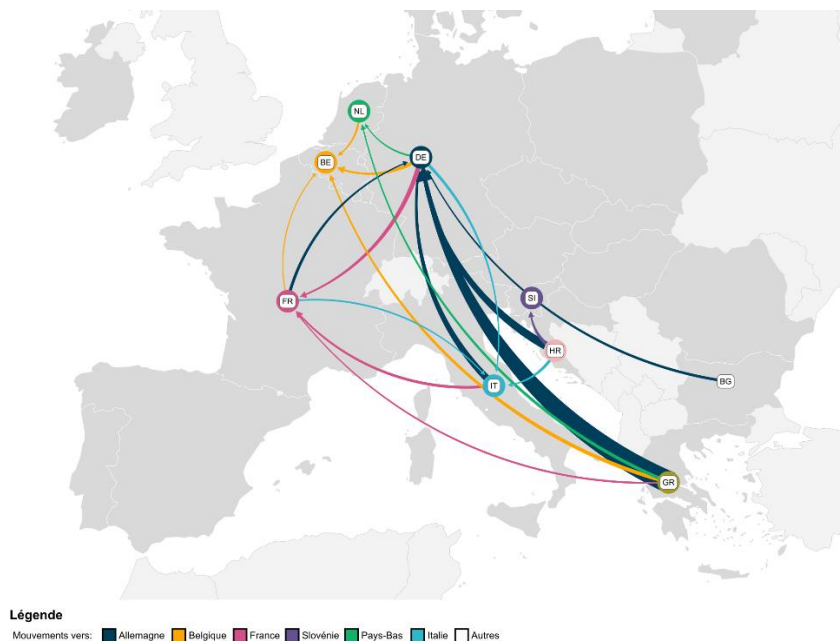 NL
BE
DE
FR
SI
HR
IT
BG
GR
Légende
Mouvements vers: Allemagne Belgique France Slovénie Pays-Bas Italie Autres